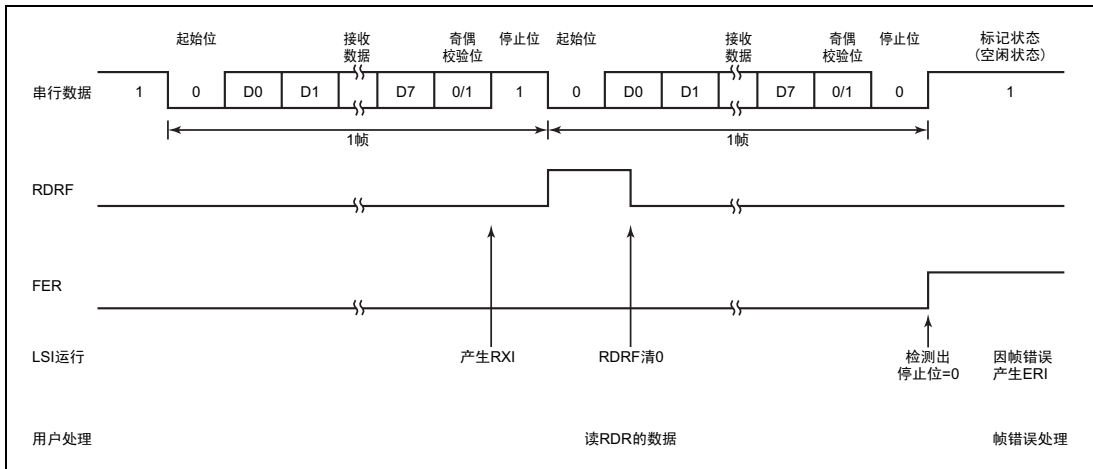 起始位 接收 数据 奇偶 校验位 停止位 起始位 接收 数据 奇偶 校验位 停止位 标记状态 (空闲状态)
串行数据 1 0 D0 D1 D7 0/1 1 0 D0 D1 D7 0/1 0 1
1帧 1帧
RDRF
FER
LSI运行 产生RXI RDRF清0 检测出 停止位=0 因帧错误 产生ERI
用户处理 读RDR的数据 帧错误处理